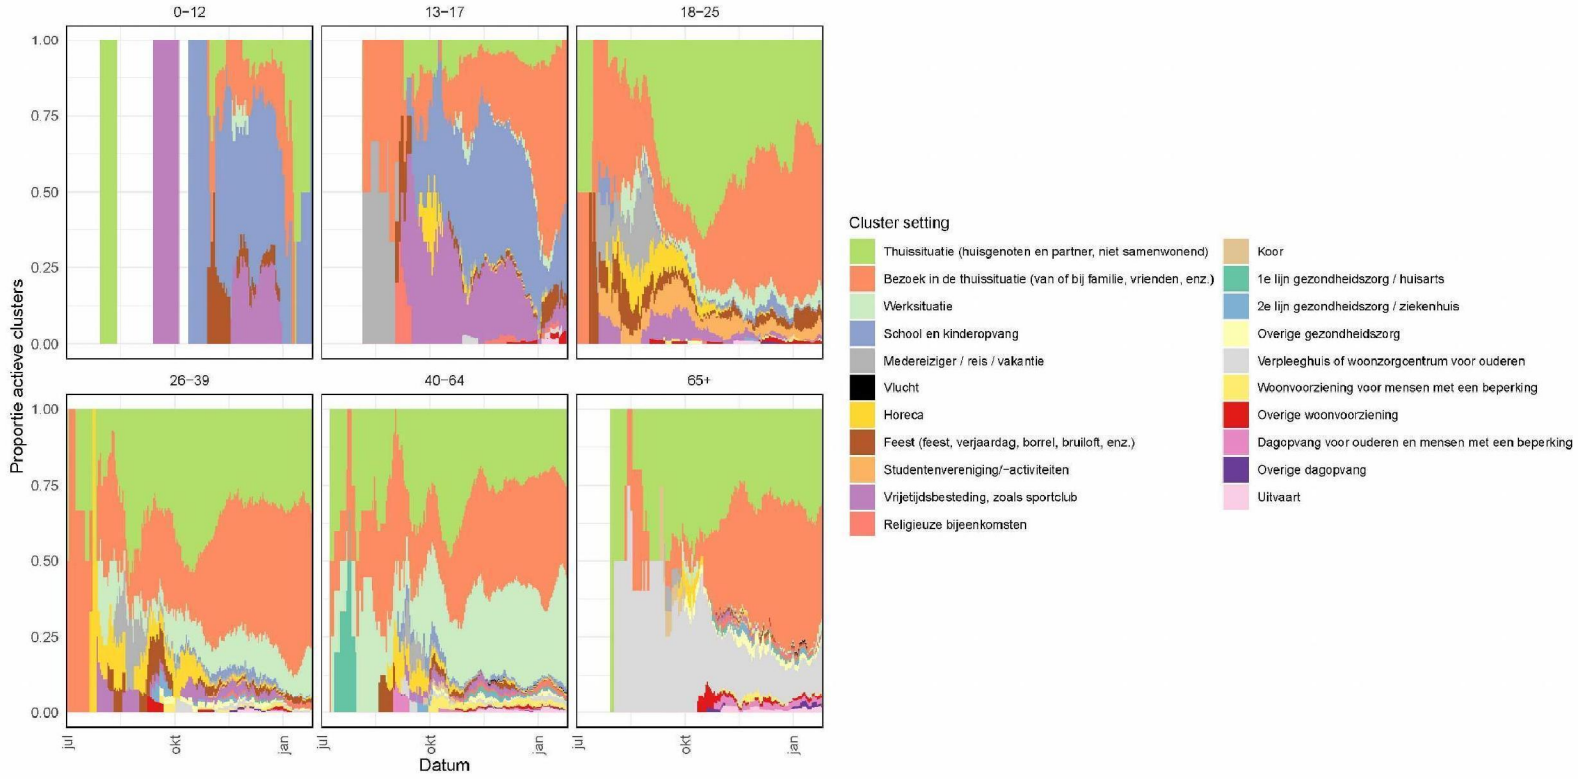 0−12
13−17
18−25
1.00
0.75
0.50
0.25
0.00
26−39
40−64
65+
1.00
0.75
0.50
0.25
0.00
jul
okt
jan
jul
okt
jan
jul
okt
jan
Proportie actieve clusters
Datum
Cluster setting
Thuissituatie (huisgenoten en partner, niet samenwonend)
Bezoek in de thuissituatie (van of bij familie, vrienden, enz.)
Werksituatie
School en kinderopvang
Medereiziger / reis / vakantie
Vlucht
Horeca
Feest (feest, verjaardag, borrel, bruiloft, enz.)
Studentenvereniging/−activiteiten
Vrijetijdsbesteding, zoals sportclub
Religieuze bijeenkomsten
Koor
1e lijn gezondheidszorg / huisarts
2e lijn gezondheidszorg / ziekenhuis
Overige gezondheidszorg
Verpleeghuis of woonzorgcentrum voor ouderen
Woonvoorziening voor mensen met een beperking
Overige woonvoorziening
Dagopvang voor ouderen en mensen met een beperking
Overige dagopvang
Uitvaart